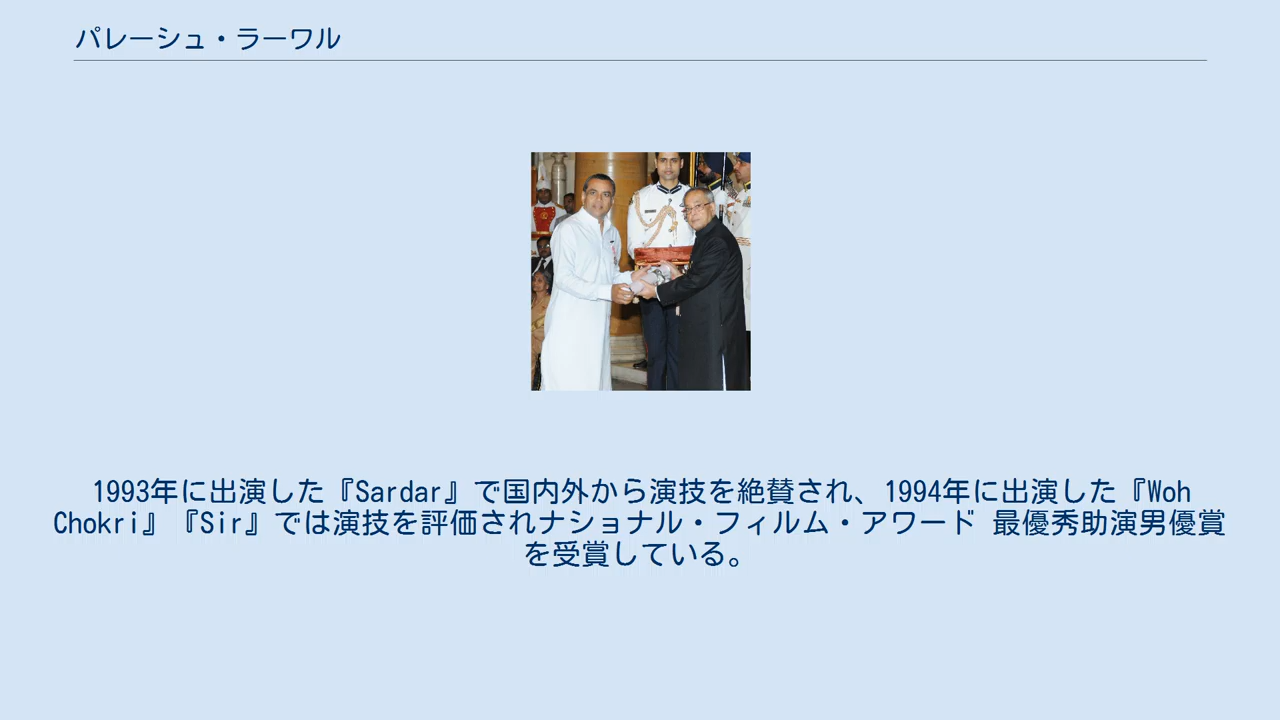 パレーシュ・ラーワル
1993年に出演した『Sardar』で国内外から演技を絶賛され、1994年に出演した『Woh
Chokri』『Sir』では演技を評価されナショナル・フィルム・アワード 最優秀助演男優賞
を受賞している。